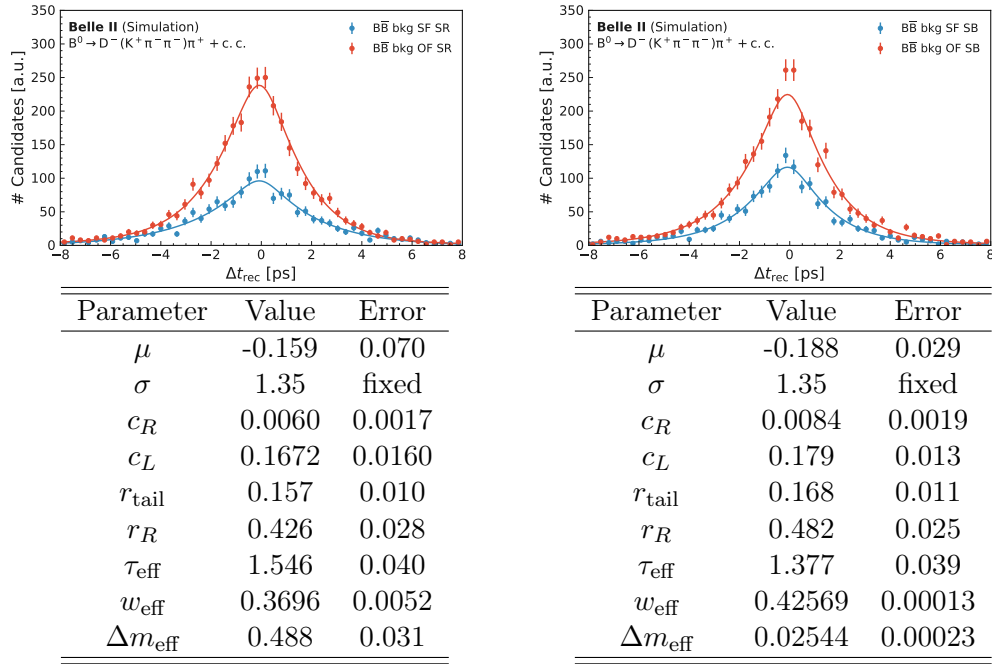 Belle II (Simulation)
B⁰ → D⁻(K⁺π⁻π⁻)π⁺ + c. c.
BB̅ bkg SF SR
BB̅ bkg OF SR
# Candidates [a.u.]
350
300
250
200
150
100
50
0
−8 −6 −4 −2 0 2 4 6 8
Δt_rec [ps]
Parameter Value Error
μ -0.159 0.070
σ 1.35 fixed
c_R 0.0060 0.0017
c_L 0.1672 0.0160
r_tail 0.157 0.010
r_R 0.426 0.028
τ_eff 1.546 0.040
w_eff 0.3696 0.0052
Δm_eff 0.488 0.031
Belle II (Simulation)
B⁰ → D⁻(K⁺π⁻π⁻)π⁺ + c. c.
BB̅ bkg SF SB
BB̅ bkg OF SB
# Candidates [a.u.]
350
300
250
200
150
100
50
0
−8 −6 −4 −2 0 2 4 6 8
Δt_rec [ps]
Parameter Value Error
μ -0.188 0.029
σ 1.35 fixed
c_R 0.0084 0.0019
c_L 0.179 0.013
r_tail 0.168 0.011
r_R 0.482 0.025
τ_eff 1.377 0.039
w_eff 0.42569 0.00013
Δm_eff 0.02544 0.00023